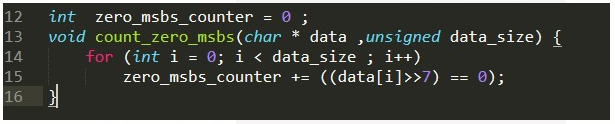 12 int  zero_msbs_counter = 0 ;
13 void count_zero_msbs(char * data ,unsigned data_size) {
14     for (int i = 0; i < data_size ; i++)
15         zero_msbs_counter += ((data[i]>>7) == 0);
16 }